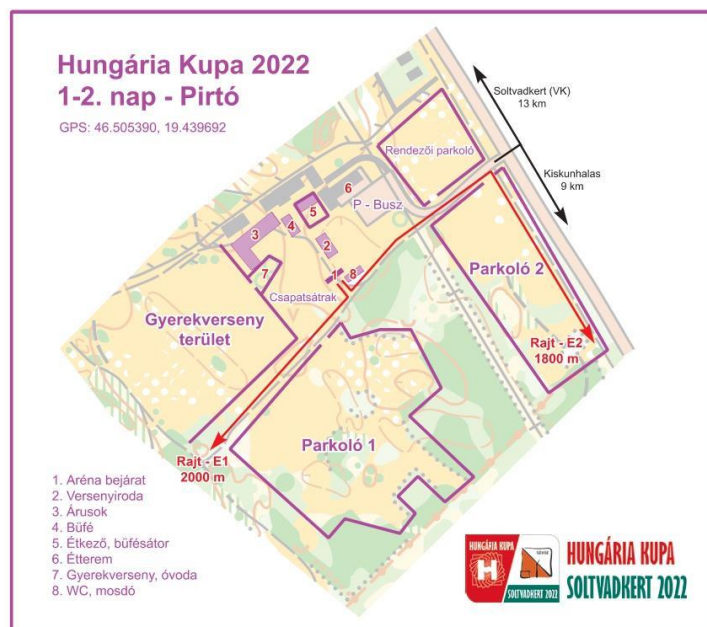 Hungária Kupa 2022
1-2. nap - Pirtó
GPS: 46.505390, 19.439692
Soltvadkert (VK)
13 km
Kiskunhalas
9 km
Rendezői parkoló
6
P - Busz
5
4
3
2
7
1
8
Csapatsátrak
Parkoló 2
Gyerekverseny
terület
Rajt - E2
1800 m
Parkoló 1
Rajt - E1
2000 m
1. Aréna bejárat
2. Versenyiroda
3. Árusok
4. Büfé
5. Étkező, büfésátor
6. Étterem
7. Gyerekverseny, óvoda
8. WC, mosdó
HUNGÁRIA KUPA
H
SOLTVADKERT 2022
HUNGÁRIA KUPA
SOLTVADKERT 2022